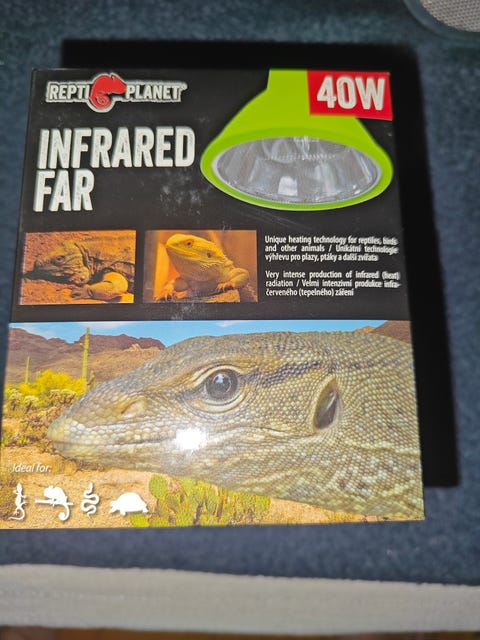 REPTI PLANET
40W
INFRARED
FAR
Unique heating technology for reptiles, birds
and other animals / Unikátní technologie
výhřevu pro plazy, ptáky a další zvířata
Very intense production of infrared (heat)
radiation / Velmi intenzivní produkce infra-
červeného (tepelného) záření
Ideal for: